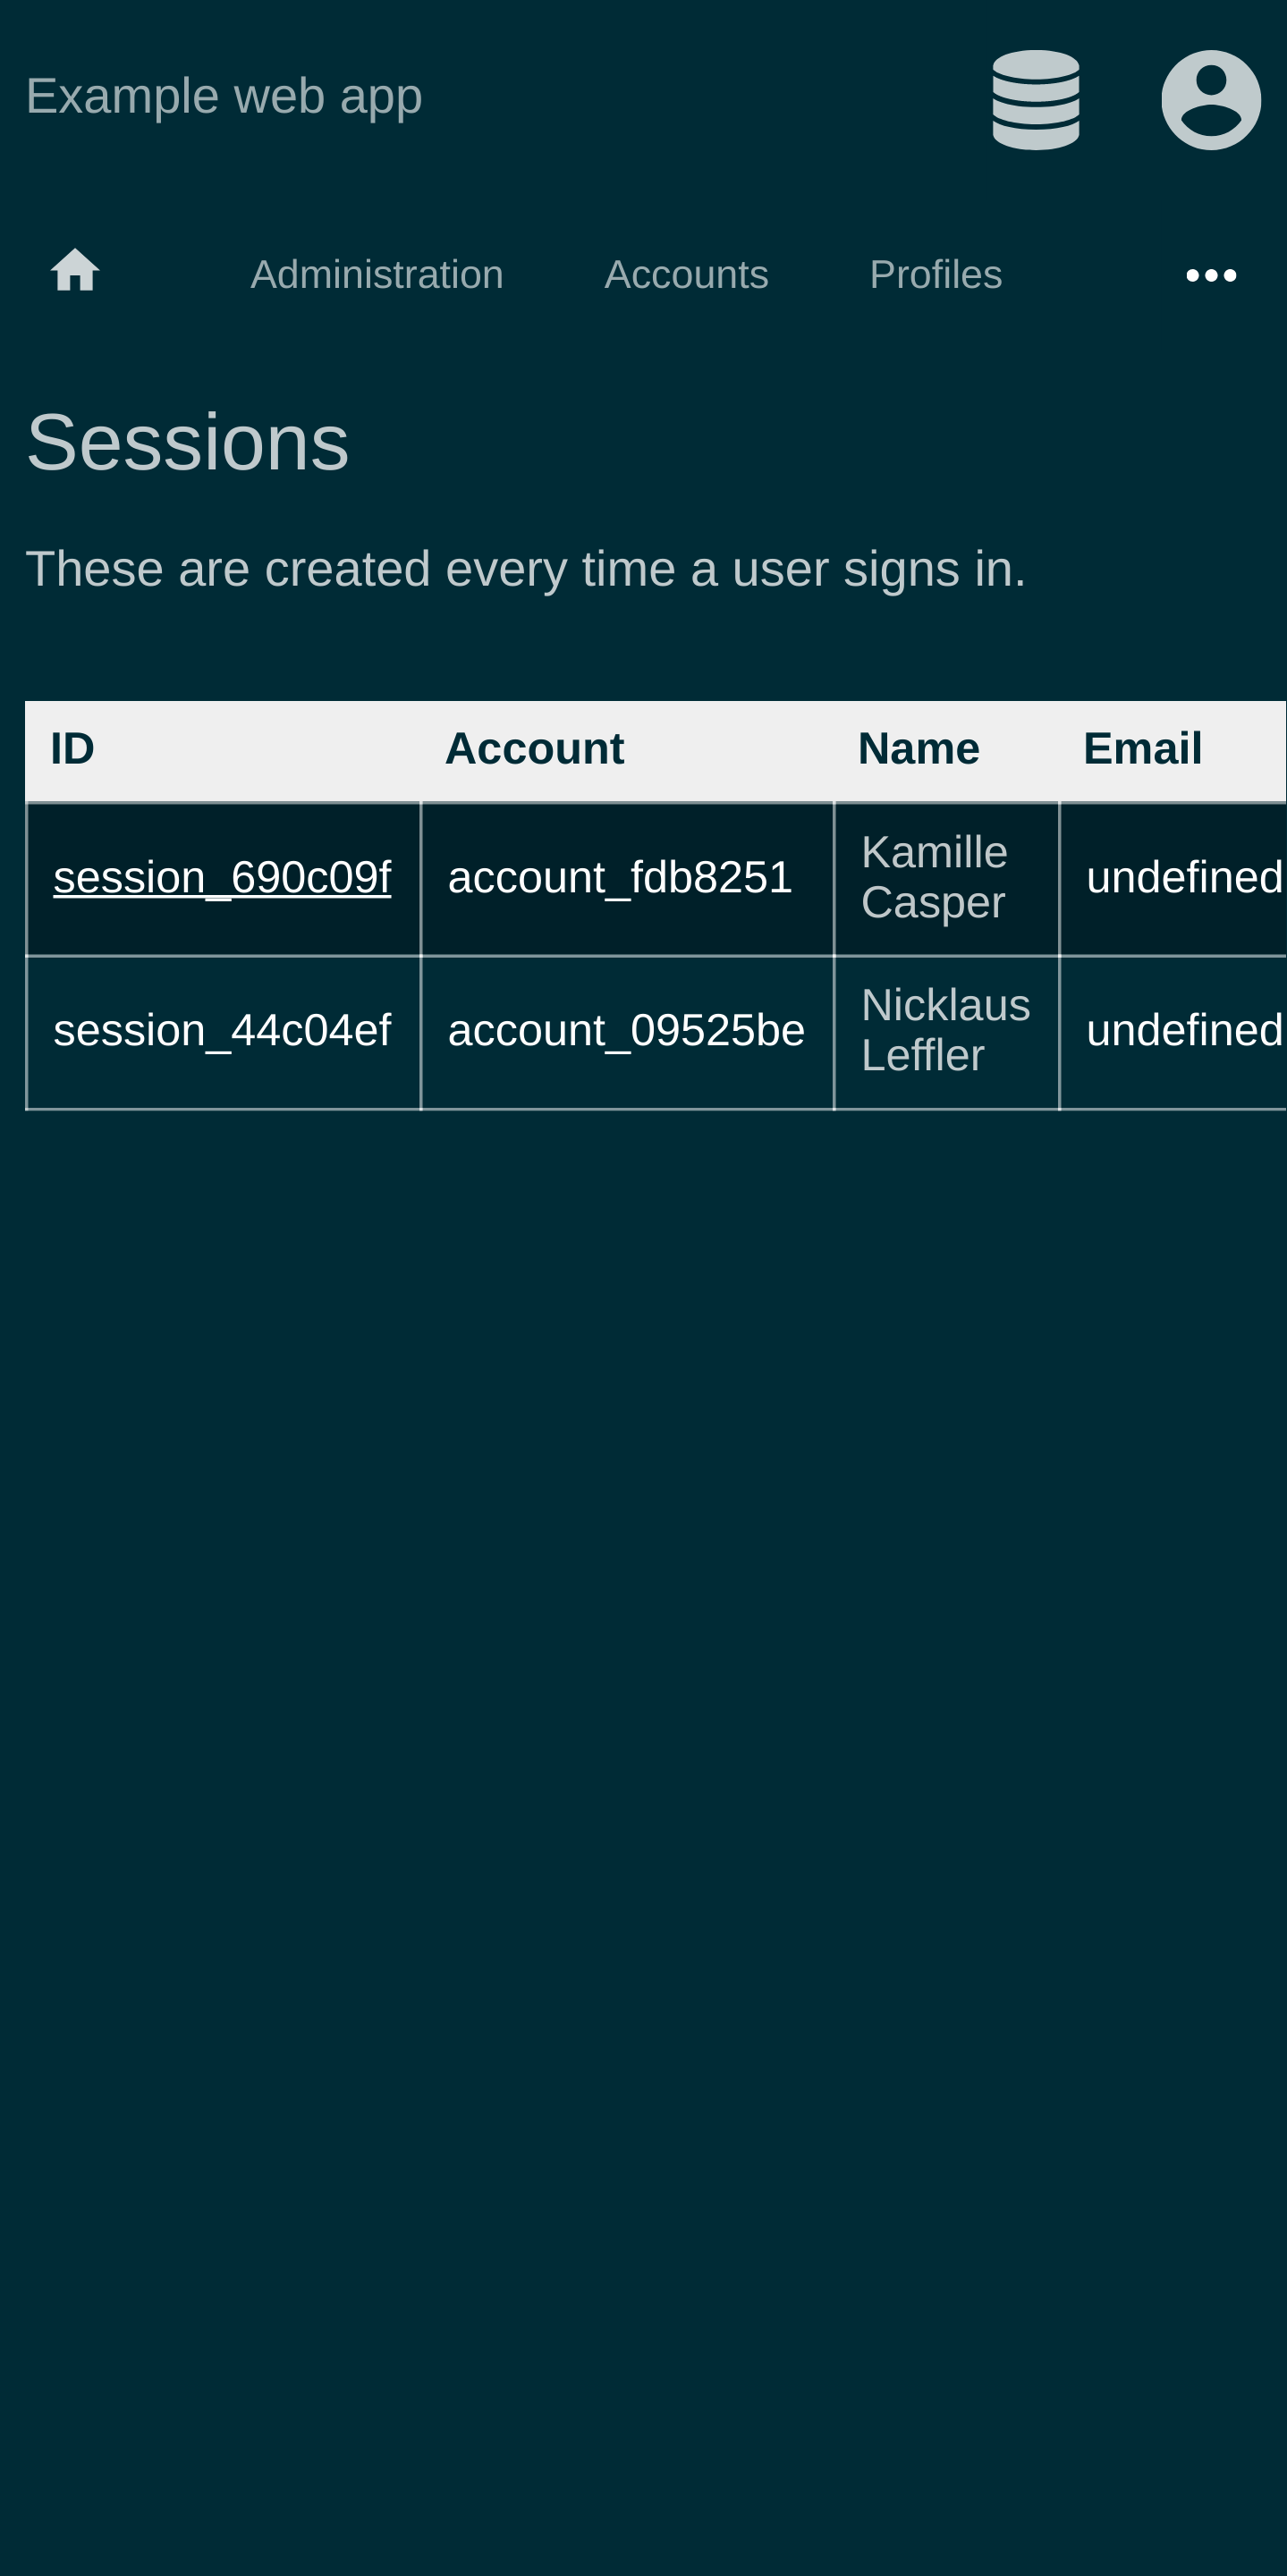 Example web app
Administration Accounts Profiles
Sessions
These are created every time a user signs in.
ID Account Name Email
session_690c09f account_fdb8251 Kamille Casper undefined
session_44c04ef account_09525be Nicklaus Leffler undefined